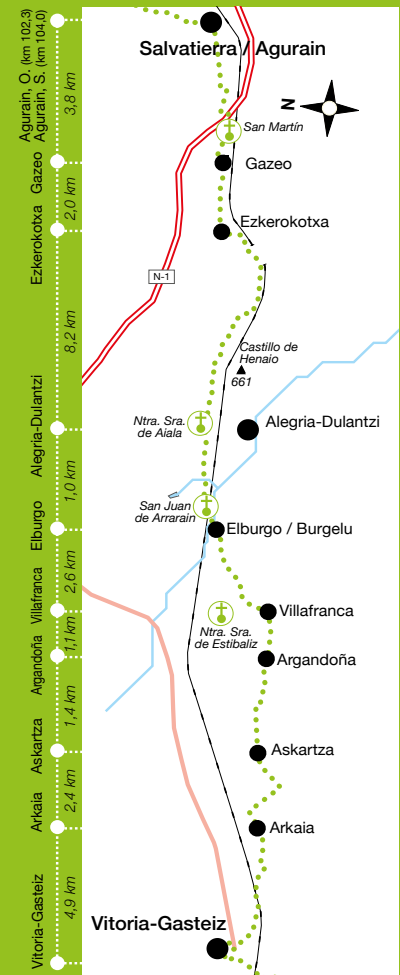 Agurain, O. (km 102,3)
Agurain, S. (km 104,0)
3,8 km
Gazeo
2,0 km
Ezkerokotxa
8,2 km
Alegria-Dulantzi
1,0 km
Elburgo
2,6 km
Villafranca
1,1 km
Argandoña
1,4 km
Askartza
2,4 km
Arkaia
4,9 km
Vitoria-Gasteiz
Salvatierra / Agurain
N
San Martín
Gazeo
Ezkerokotxa
N-1
Castillo de
Henaio
661
Ntra. Sra.
de Aiala
Alegria-Dulantzi
San Juan
de Arrarain
Elburgo / Burgelu
Villafranca
Ntra. Sra.
de Estibaliz
Argandoña
Askartza
Arkaia
Vitoria-Gasteiz